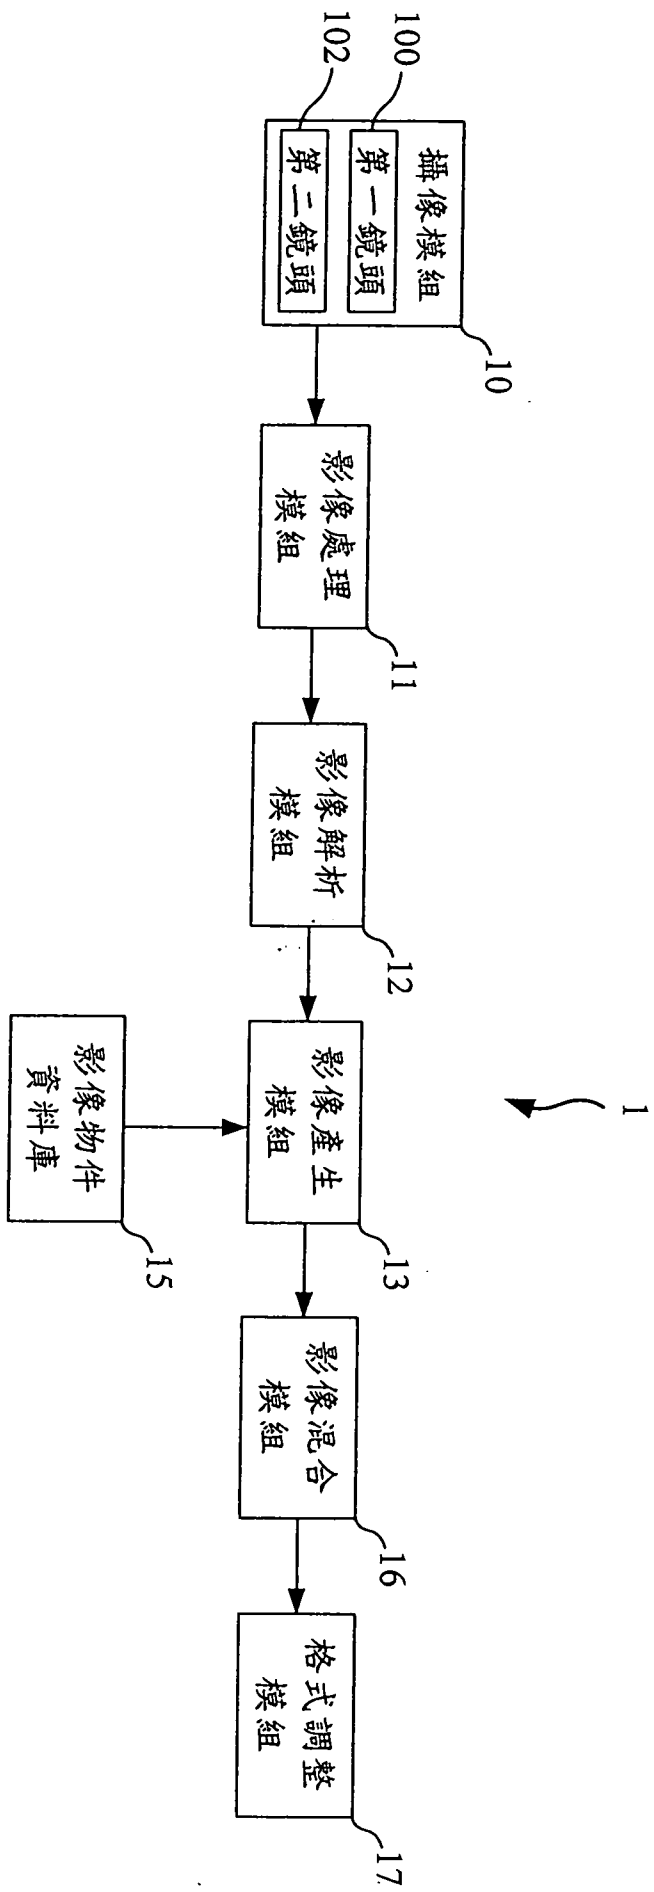 1
攝像模組
10
100
第一鏡頭
102
第二鏡頭
影像處理
模組
11
影像解析
模組
12
影像產生
模組
13
影像物件
資料庫
15
影像混合
模組
16
格式調整
模組
17